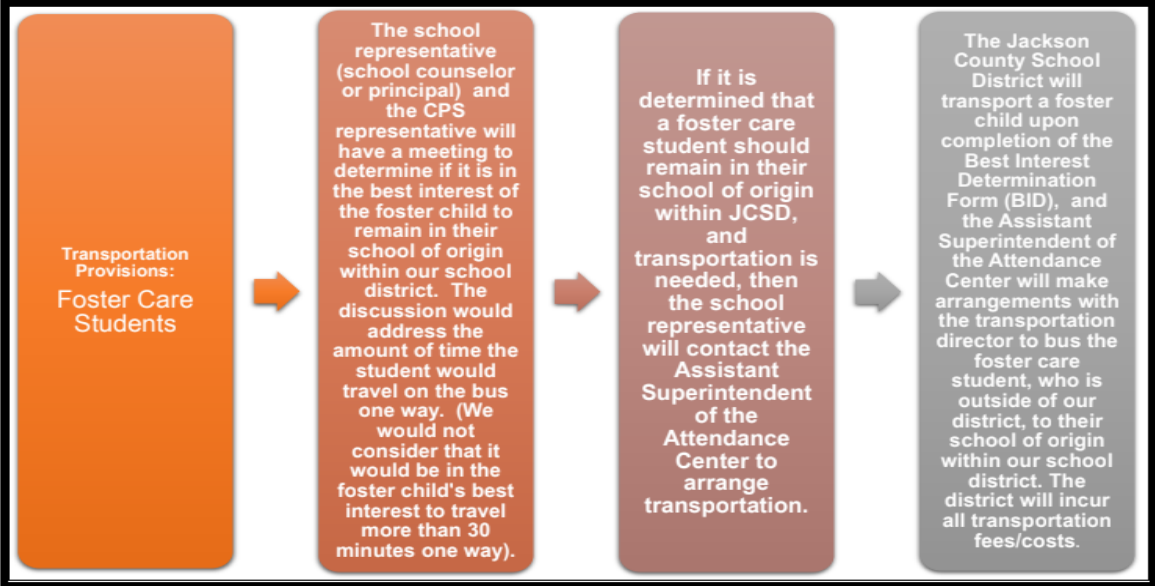 Transportation
Provisions:
Foster Care
Students
The school
representative
(school counselor
or principal)  and
the CPS
representative will
have a meeting to
determine if it is in
the best interest of
the foster child to
remain in their
school of origin
within our school
district.  The
discussion would
address the
amount of time the
student would
travel on the bus
one way.  (We
would not
consider that it
would be in the
foster child's best
interest to travel
more than 30
minutes one way).
If it is
determined that
a foster care
student should
remain in their
school of origin
within JCSD,
and
transportation is
needed, then
the school
representative
will contact the
Assistant
Superintendent
of the
Attendance
Center to
arrange
transportation.
The Jackson
County School
District will
transport a foster
child upon
completion of the
Best Interest
Determination
Form (BID),  and
the Assistant
Superintendent of
the Attendance
Center will make
arrangements with
the transportation
director to bus the
foster care
student, who is
outside of our
district, to their
school of origin
within our school
district. The
district will incur
all transportation
fees/costs.